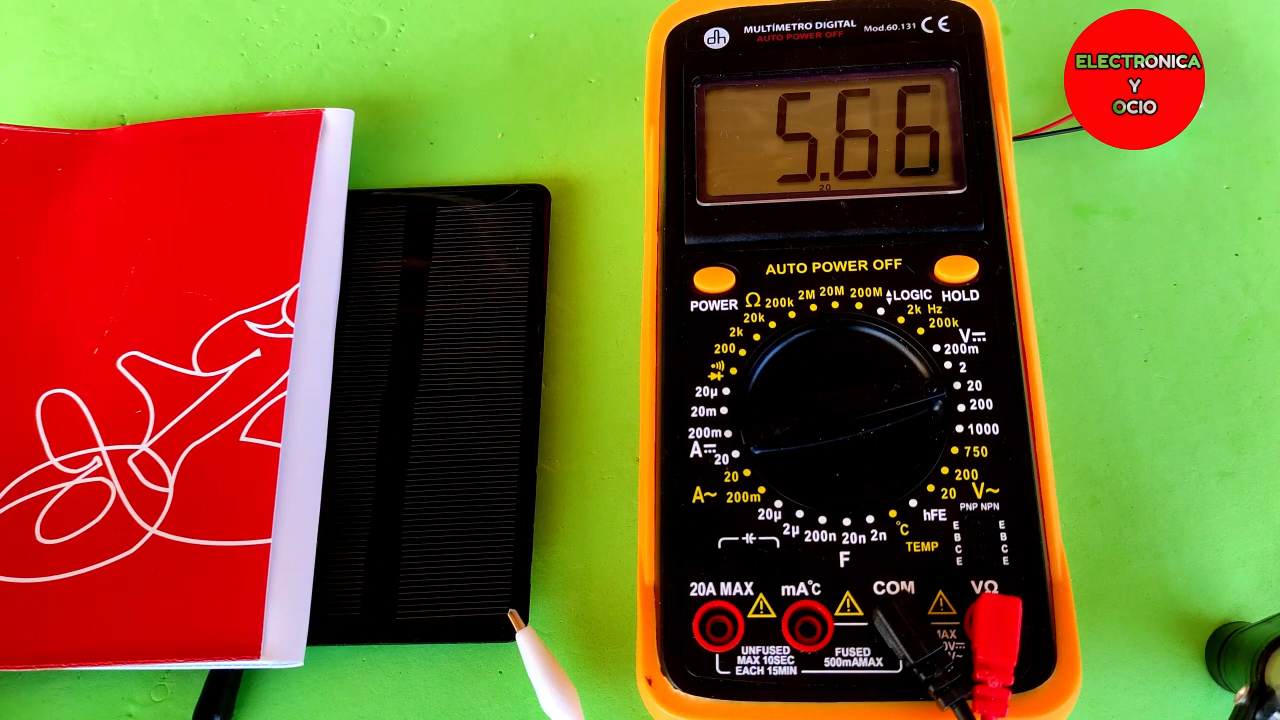 dh
MULTÍMETRO DIGITAL
AUTO POWER OFF
Mod.60.131 CE
5.66
20
ELECTRONICA
Y
OCIO
AUTO POWER OFF
POWER
HOLD
Ω 200 2k 20k 200k 2M 20M 200M
LOGIC
2k Hz
200k
V
200m
2
20
200
1000
750
200
20
V~
20µ
20m
200m
A
20
20
A~ 200m
20µ 2µ 200n 20n 2n
F
°C
TEMP
hFE
PNP NPN
E E
B B
C C
E E
20A MAX
mA°C
COM
VΩ
UNFUSED
MAX 10SEC
EACH 15MIN
FUSED
500mAMAX